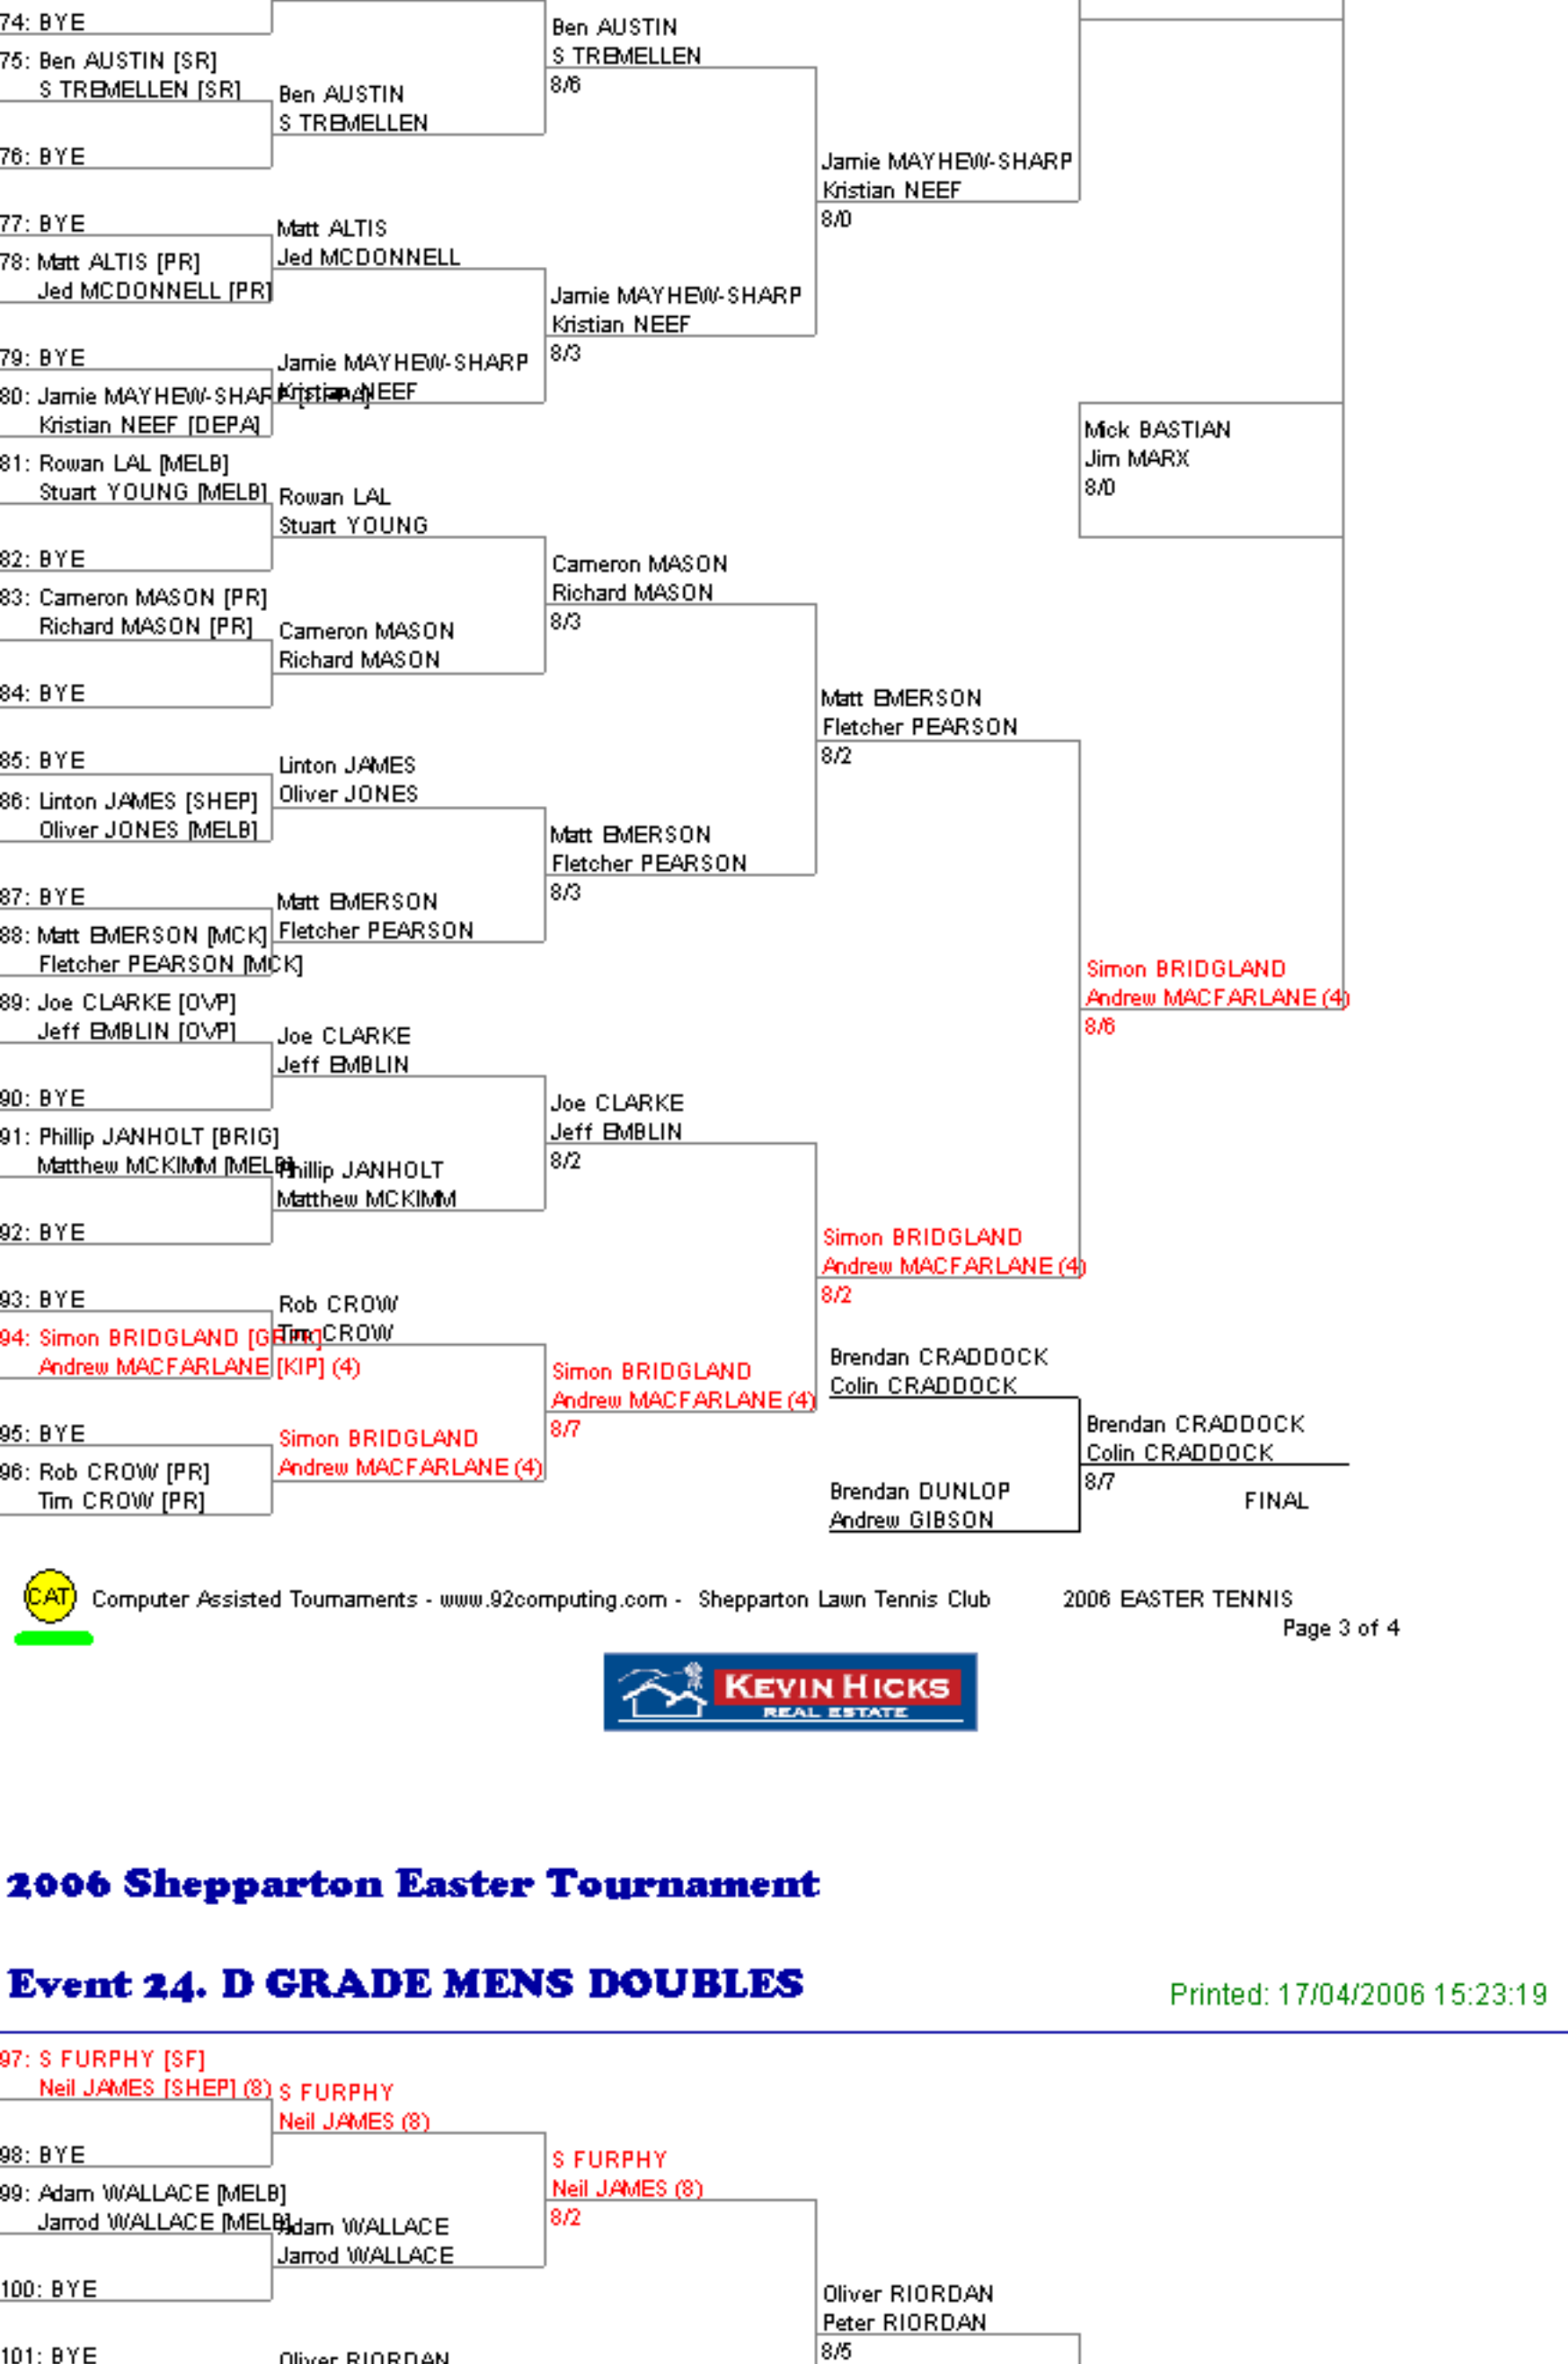 74: BYE
75: Ben AUSTIN [SR]
S TREMELLEN [SR]
76: BYE
77: BYE
78: Matt ALTIS [PR]
Jed MCDONNELL [PR]
79: BYE
80: Jamie MAYHEW-SHARP
Kristian NEEF [DEPA]
81: Rowan LAL [MELB]
Stuart YOUNG [MELB]
82: BYE
83: Cameron MASON [PR]
Richard MASON [PR]
84: BYE
85: BYE
86: Linton JAMES [SHEP]
Oliver JONES [MELB]
87: BYE
88: Matt EMERSON [MCK]
Fletcher PEARSON [MCK]
89: Joe CLARKE [OVP]
Jeff EMBLIN [OVP]
90: BYE
91: Phillip JANHOLT [BRIG]
Matthew MCKIMM [MELB]
92: BYE
93: BYE
94: Simon BRIDGLAND
Andrew MACFARLANE [KIP] (4)
95: BYE
96: Rob CROW [PR]
Tim CROW [PR]
Ben AUSTIN
S TREMELLEN
Matt ALTIS
Jed MCDONNELL
Jamie MAYHEW-SHARP
Kristian NEEF
Rowan LAL
Stuart YOUNG
Cameron MASON
Richard MASON
Linton JAMES
Oliver JONES
Matt EMERSON
Fletcher PEARSON
Joe CLARKE
Jeff EMBLIN
Phillip JANHOLT
Matthew MCKIMM
Rob CROW
Tim CROW
Simon BRIDGLAND
Andrew MACFARLANE (4)
Ben AUSTIN
S TREMELLEN
8/6
Jamie MAYHEW-SHARP
Kristian NEEF
8/3
Cameron MASON
Richard MASON
8/3
Matt EMERSON
Fletcher PEARSON
8/3
Joe CLARKE
Jeff EMBLIN
8/2
Simon BRIDGLAND
Andrew MACFARLANE (4)
8/7
Jamie MAYHEW-SHARP
Kristian NEEF
8/0
Matt EMERSON
Fletcher PEARSON
8/2
Simon BRIDGLAND
Andrew MACFARLANE (4)
8/2
Brendan CRADDOCK
Colin CRADDOCK
Brendan DUNLOP
Andrew GIBSON
Mick BASTIAN
Jim MARX
8/0
Simon BRIDGLAND
Andrew MACFARLANE (4)
8/6
Brendan CRADDOCK
Colin CRADDOCK
8/7
FINAL
CAT Computer Assisted Tournaments - www.92computing.com - Shepparton Lawn Tennis Club 2006 EASTER TENNIS
Page 3 of 4
KEVIN HICKS
REAL ESTATE
2006 Shepparton Easter Tournament
Event 24. D GRADE MENS DOUBLES
Printed: 17/04/2006 15:23:19
97: S FURPHY [SF]
Neil JAMES [SHEP] (8)
98: BYE
99: Adam WALLACE [MELB]
Jarrod WALLACE [MELB]
100: BYE
101: BYE
S FURPHY
Neil JAMES (8)
Adam WALLACE
Jarrod WALLACE
Oliver RIORDAN
S FURPHY
Neil JAMES (8)
8/2
Oliver RIORDAN
Peter RIORDAN
8/5